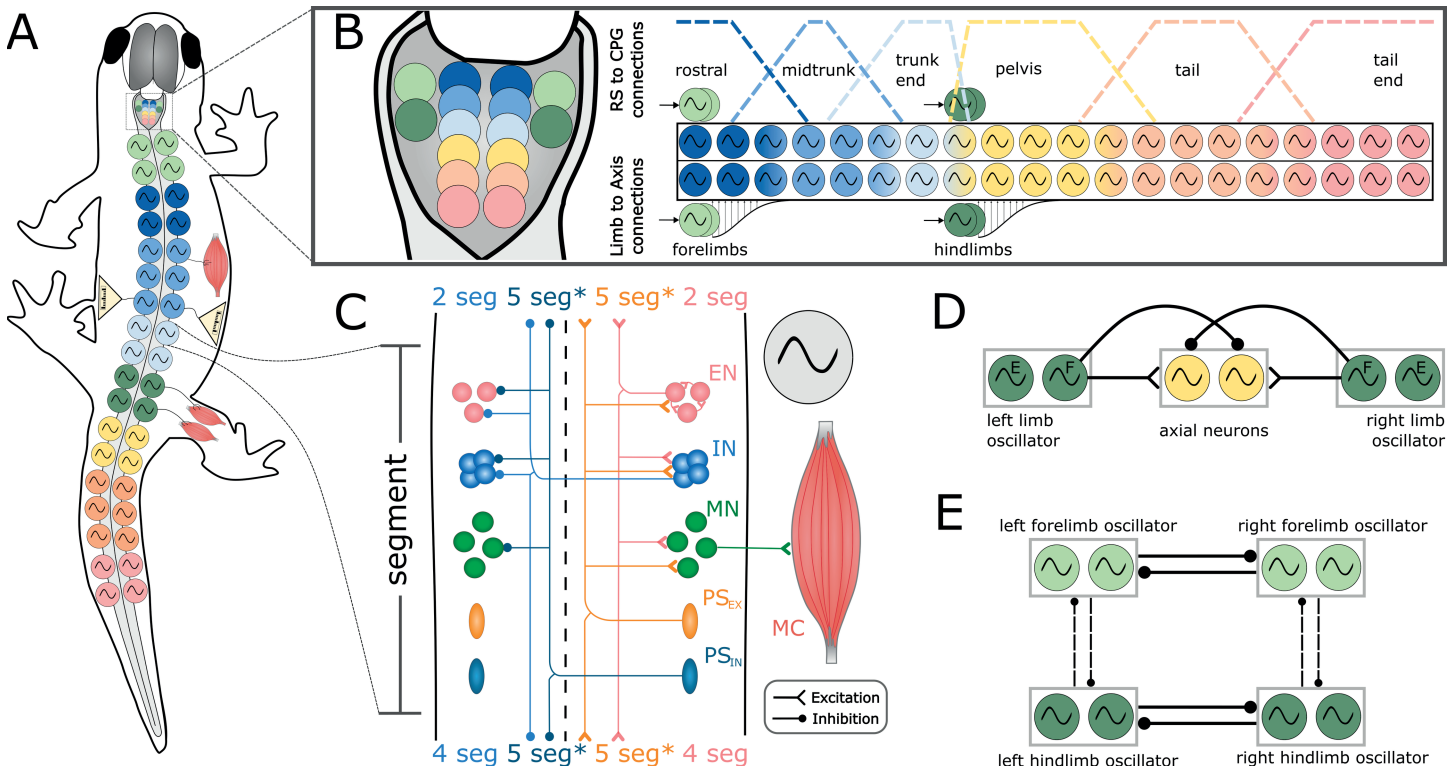 A
B
RS to CPG
connections
rostral
midtrunk
trunk
end
pelvis
tail
tail
end
Limb to Axis
connections
forelimbs
hindlimbs
C
2 seg 5 seg* 5 seg* 2 seg
segment
EN
IN
MN
PS_EX
PS_IN
MC
Excitation
Inhibition
4 seg 5 seg* 5 seg* 4 seg
D
E F F E
left limb
oscillator
axial neurons
right limb
oscillator
E
left forelimb oscillator
right forelimb oscillator
left hindlimb oscillator
right hindlimb oscillator